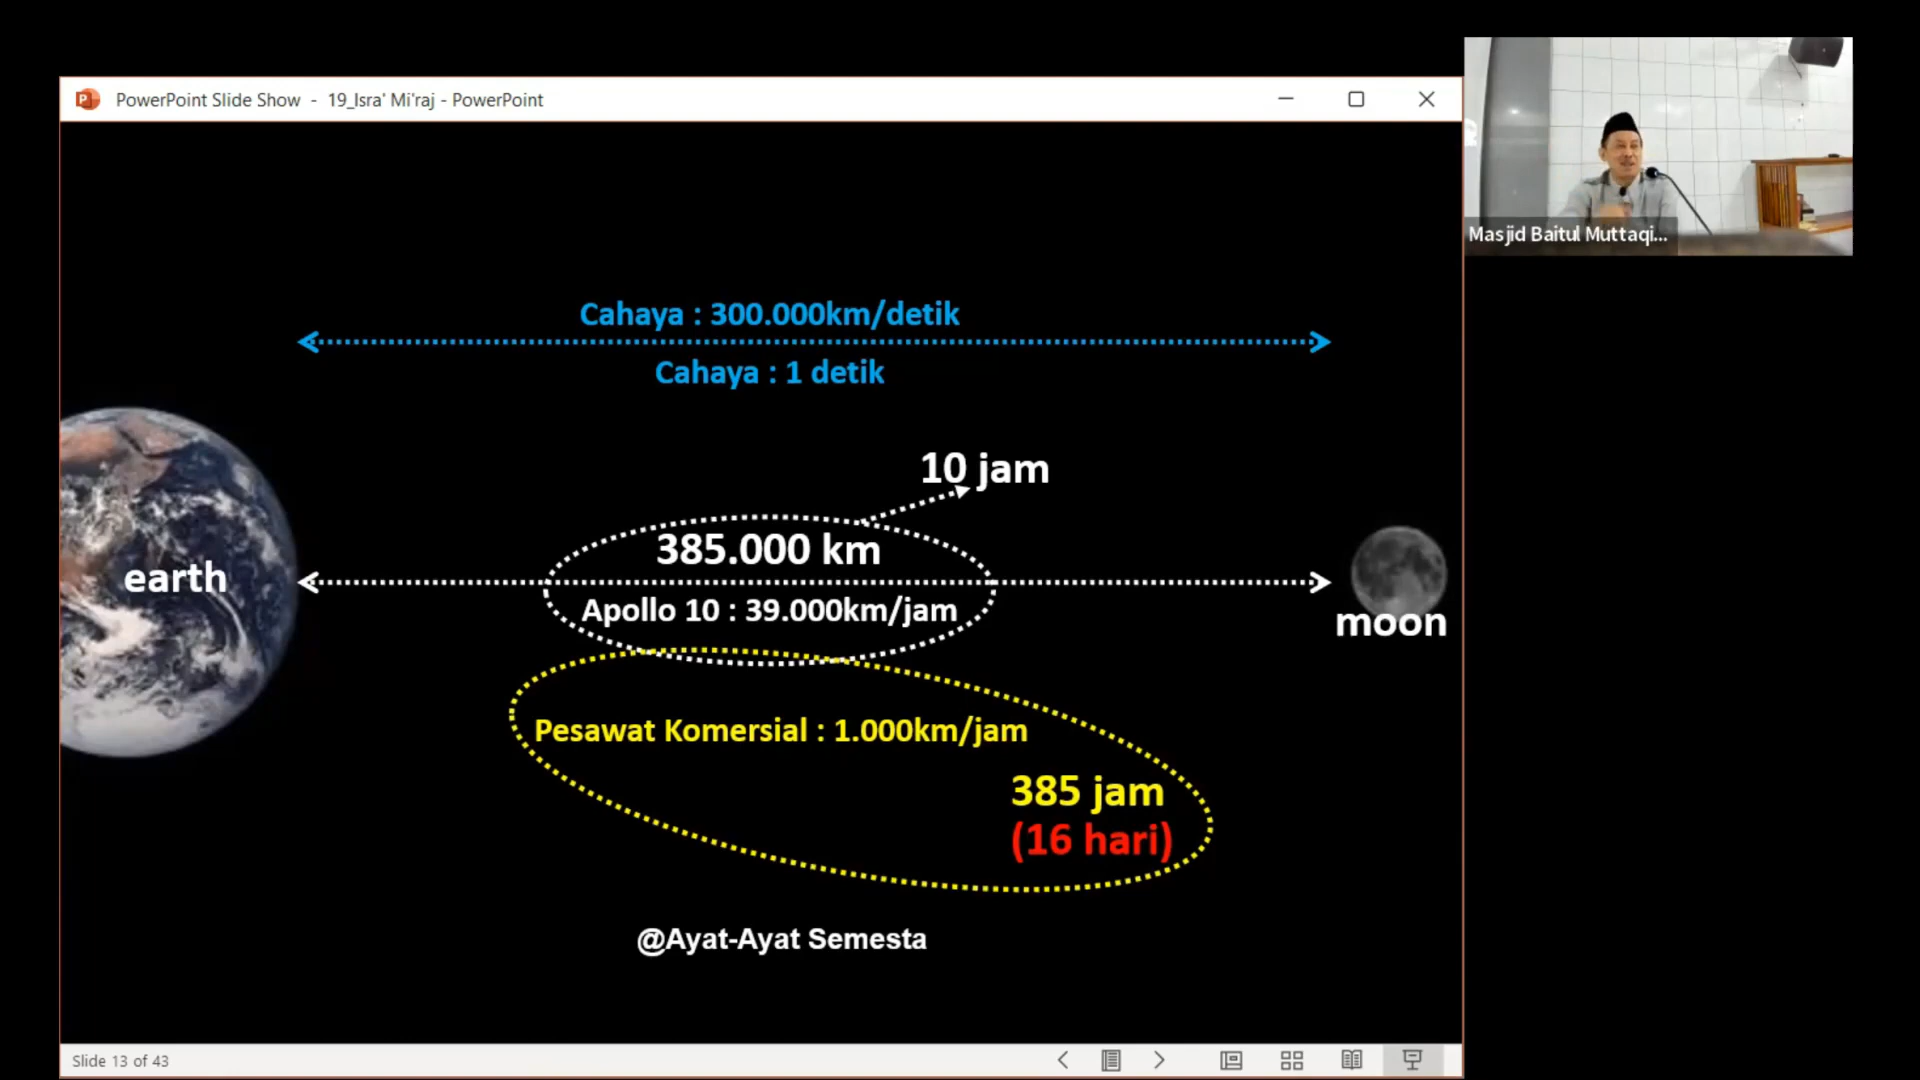 PowerPoint Slide Show - 19_Isra' Mi'raj - PowerPoint
Masjid Baitul Muttaqi...
Cahaya : 300.000km/detik
Cahaya : 1 detik
10 jam
385.000 km
earth
Apollo 10 : 39.000km/jam
moon
Pesawat Komersial : 1.000km/jam
385 jam
(16 hari)
@Ayat-Ayat Semesta
Slide 13 of 43